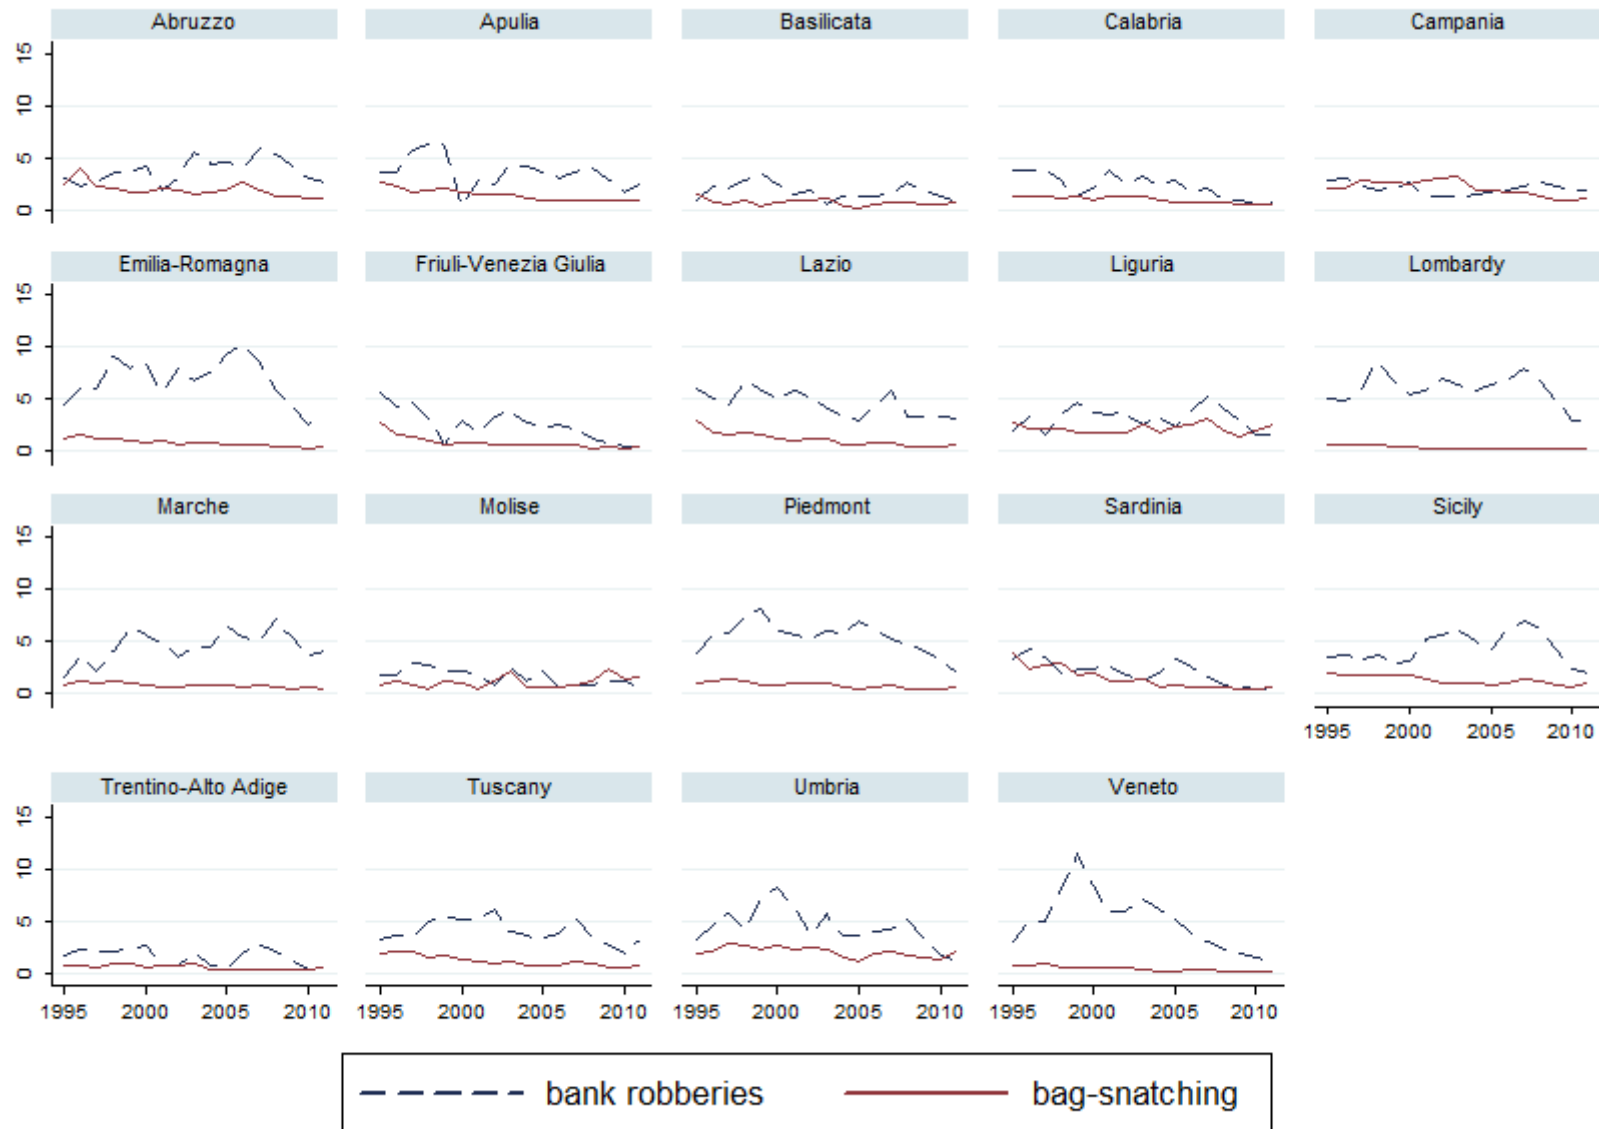 Abruzzo Apulia Basilicata Calabria Campania
15
10
5
0
Emilia-Romagna Friuli-Venezia Giulia Lazio Liguria Lombardy
15
10
5
0
Marche Molise Piedmont Sardinia Sicily
15
10
5
0
1995 2000 2005 2010
Trentino-Alto Adige Tuscany Umbria Veneto
15
10
5
0
1995 2000 2005 2010 1995 2000 2005 2010 1995 2000 2005 2010 1995 2000 2005 2010
bank robberies bag-snatching